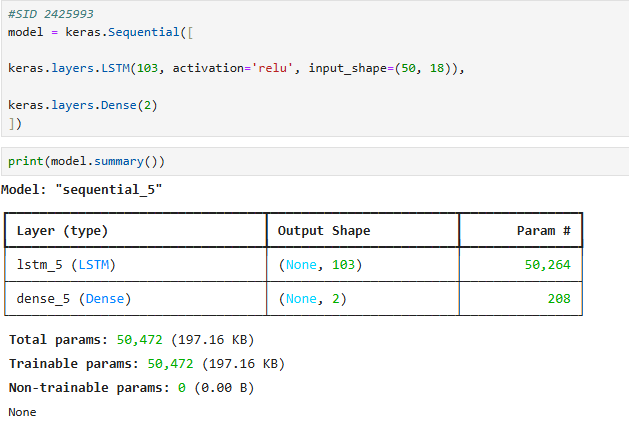 #SID 2425993
model = keras.Sequential([
keras.layers.LSTM(103, activation='relu', input_shape=(50, 18)),
keras.layers.Dense(2)
])
print(model.summary())
Model: "sequential_5"
Layer (type) Output Shape Param #
lstm_5 (LSTM) (None, 103) 50,264
dense_5 (Dense) (None, 2) 208
Total params: 50,472 (197.16 KB)
Trainable params: 50,472 (197.16 KB)
Non-trainable params: 0 (0.00 B)
None